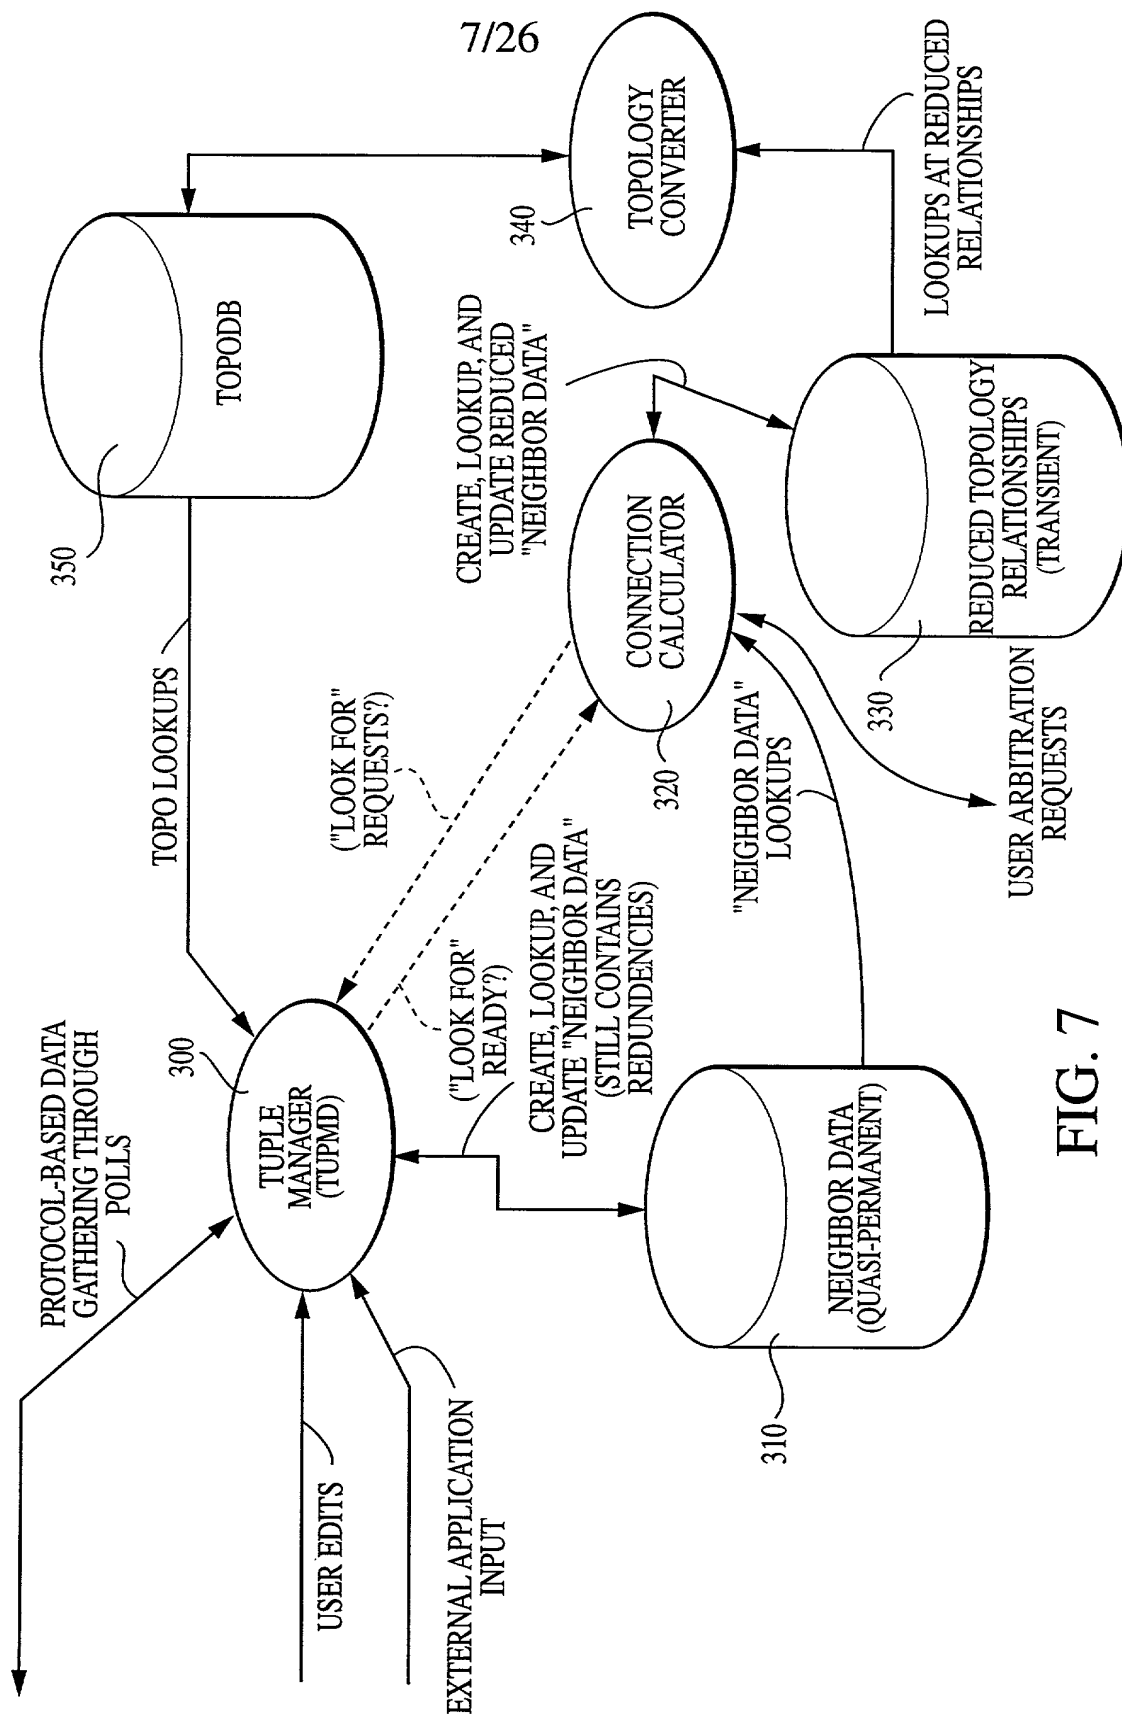 7/26
PROTOCOL-BASED DATA
GATHERING THROUGH
POLLS
TOPO LOOKUPS
350
TOPODB
USER EDITS
EXTERNAL APPLICATION
INPUT
300
TUPLE
MANAGER
(TUPMD)
("LOOK FOR"
REQUESTS?)
("LOOK FOR"
READY?)
CREATE, LOOKUP, AND
UPDATE "NEIGHBOR DATA"
(STILL CONTAINS
REDUNDENCIES)
CREATE, LOOKUP, AND
UPDATE REDUCED
"NEIGHBOR DATA"
340
TOPOLOGY
CONVERTER
320
CONNECTION
CALCULATOR
"NEIGHBOR DATA"
LOOKUPS
310
NEIGHBOR DATA
(QUASI-PERMANENT)
330
REDUCED TOPOLOGY
RELATIONSHIPS
(TRANSIENT)
LOOKUPS AT REDUCED
RELATIONSHIPS
USER ARBITRATION
REQUESTS
FIG. 7